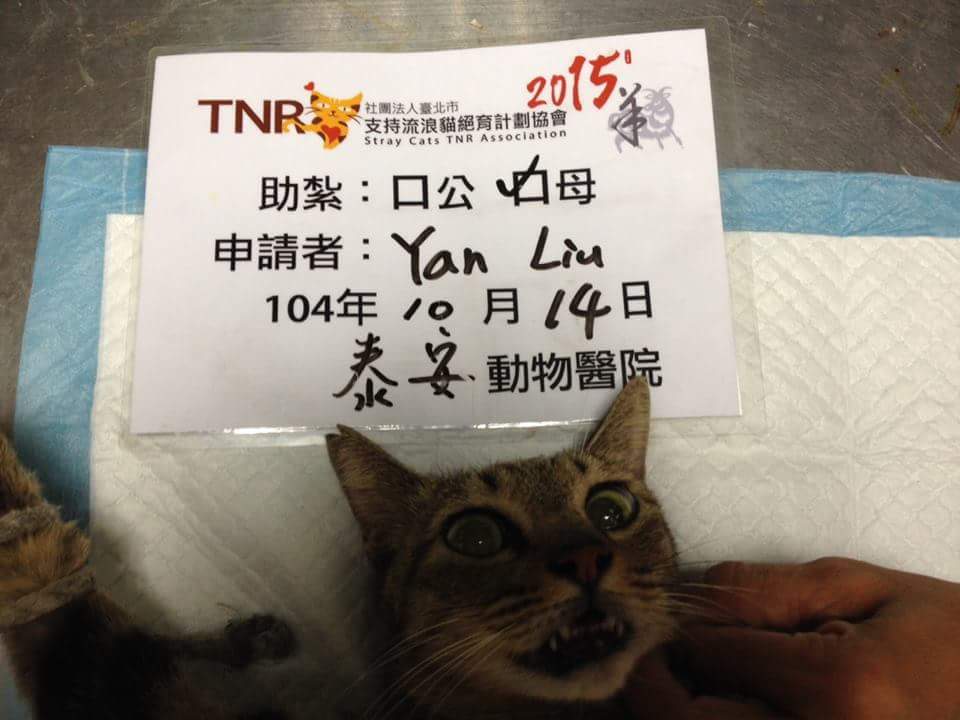 TNR 社團法人臺北市
支持流浪貓絕育計劃協會
Stray Cats TNR Association
2015 羊
助紮：口公 口母
申請者：Yan Liu
104年 10 月 14 日
泰安 動物醫院